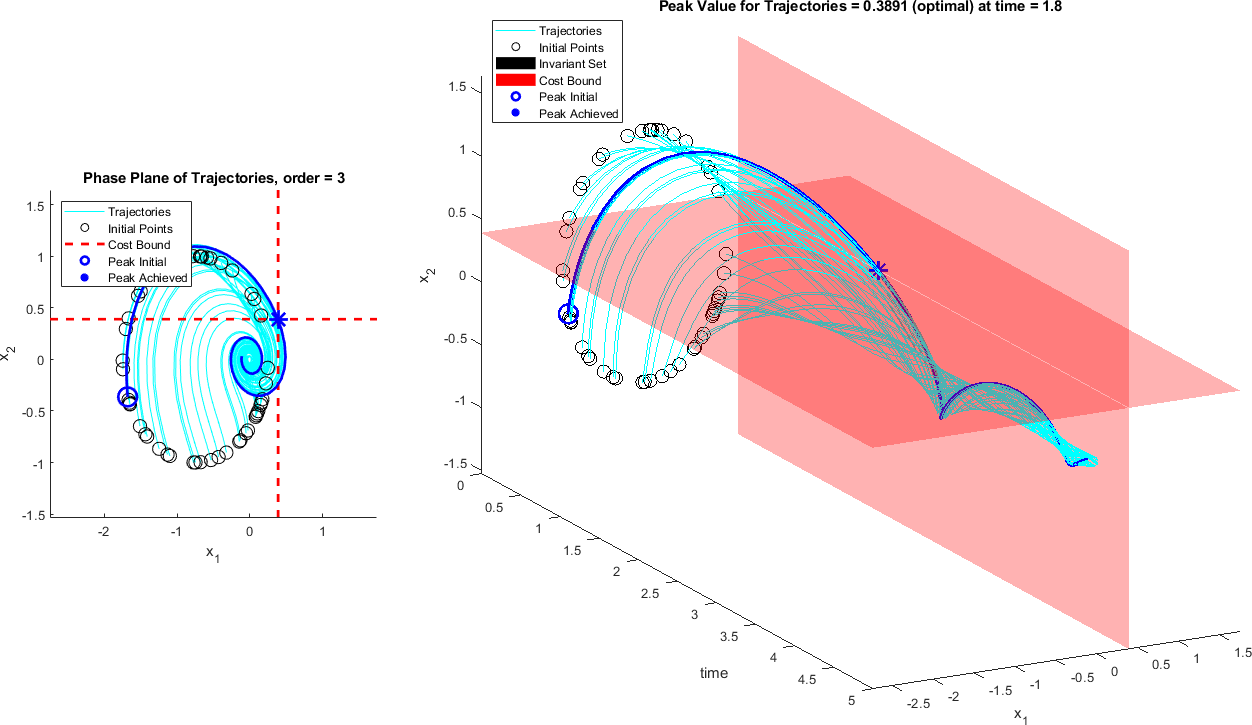 Phase Plane of Trajectories, order = 3
Trajectories
Initial Points
Cost Bound
Peak Initial
Peak Achieved
1.5
1
0.5
0
-0.5
-1
-1.5
x2
-2
-1
0
1
x1
Peak Value for Trajectories = 0.3891 (optimal) at time = 1.8
Trajectories
Initial Points
Invariant Set
Cost Bound
Peak Initial
Peak Achieved
1.5
1
0.5
0
-0.5
-1
-1.5
x2
0
0.5
1
1.5
2
2.5
3
3.5
4
4.5
5
time
-2.5
-2
-1.5
-1
-0.5
0
0.5
1
1.5
x1